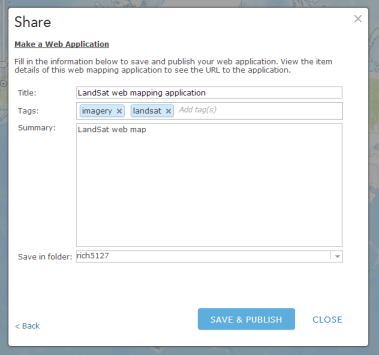 Share
×
Make a Web Application
Fill in the information below to save and publish your web application. View the item
details of this web mapping application to see the URL to the application.
Title: LandSat web mapping application
Tags: imagery × landsat × Add tag(s)
Summary: LandSat web map
Save in folder: rich5127
SAVE & PUBLISH CLOSE
< Back